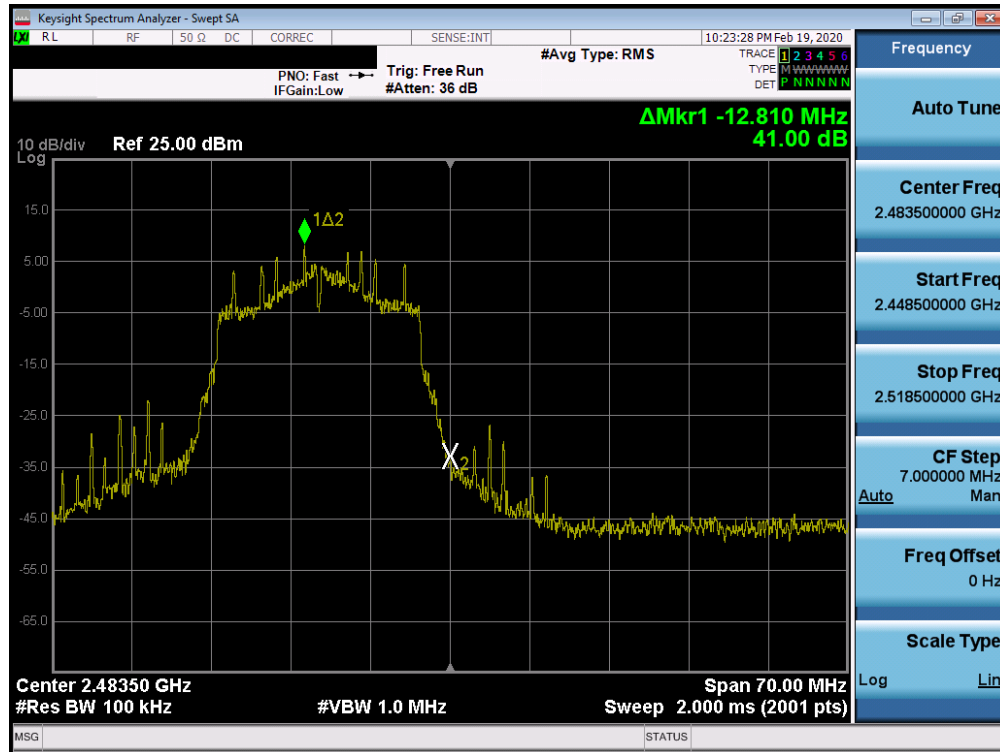 Keysight Spectrum Analyzer - Swept SA
LXI RL RF 50 Ω DC CORREC SENSE:INT 10:23:28 PM Feb 19, 2020
#Avg Type: RMS TRACE 1 2 3 4 5 6
PNO: Fast Trig: Free Run TYPE M WWWWW
IFGain:Low #Atten: 36 dB DET P N N N N N
ΔMkr1 -12.810 MHz
10 dB/div Ref 25.00 dBm 41.00 dB
Log
1Δ2
15.0
5.00
-5.00
-15.0
-25.0
-35.0
2
-45.0
-55.0
-65.0
Center 2.48350 GHz Span 70.00 MHz
#Res BW 100 kHz #VBW 1.0 MHz Sweep 2.000 ms (2001 pts)
MSG STATUS
Frequency
Auto Tune
Center Freq
2.483500000 GHz
Start Freq
2.448500000 GHz
Stop Freq
2.518500000 GHz
CF Step
7.000000 MHz
Auto Man
Freq Offset
0 Hz
Scale Type
Log Lin